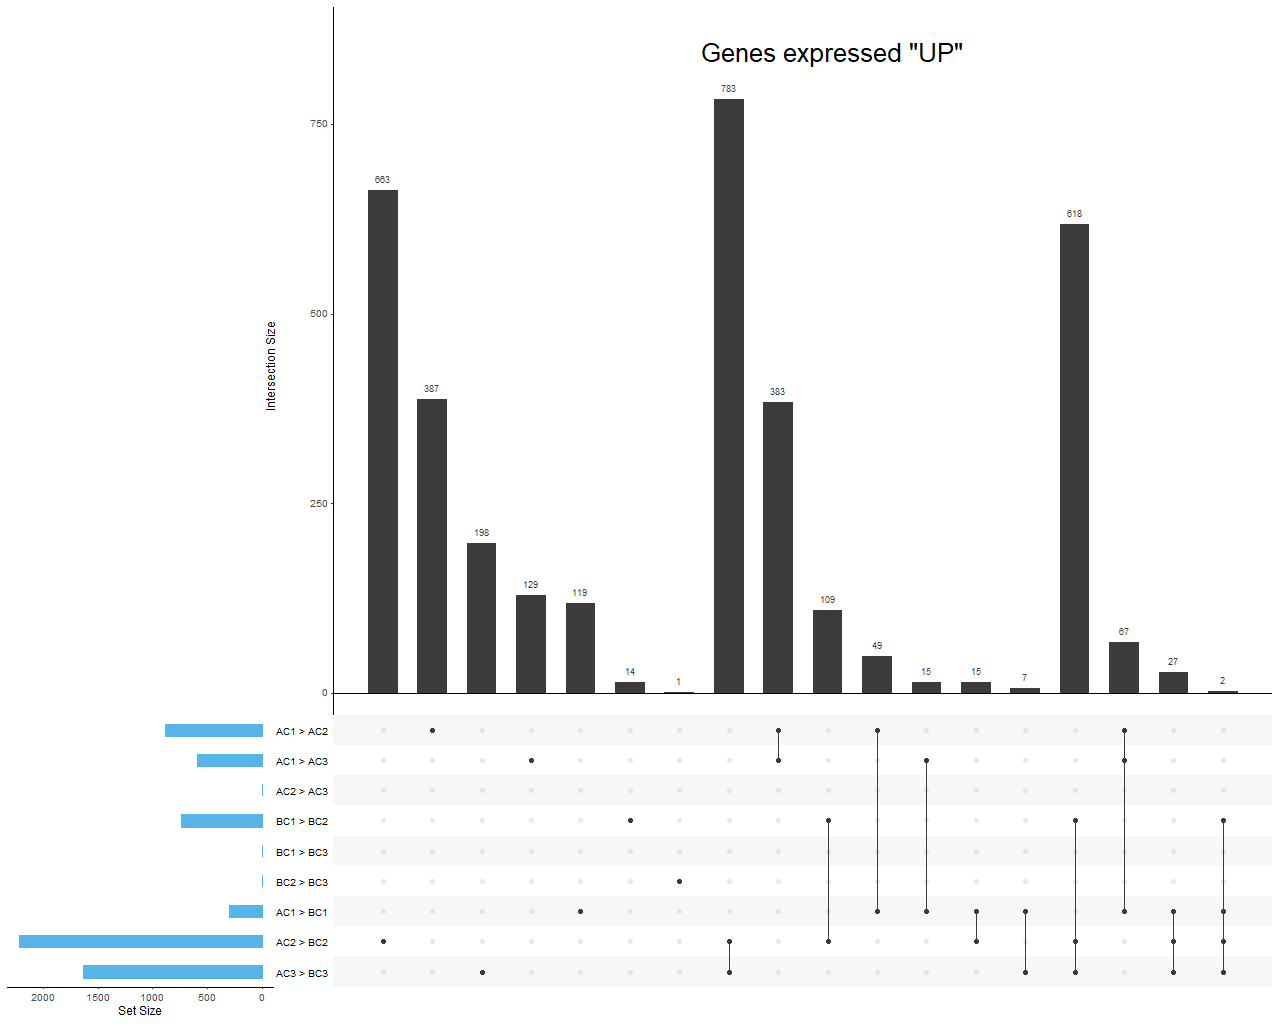 Genes expressed "UP"
783
750
663
618
500
Intersection Size
387
383
250
198
129
119
109
67
49
27
14
15
15
7
1
2
0
AC1 > AC2
AC1 > AC3
AC2 > AC3
BC1 > BC2
BC1 > BC3
BC2 > BC3
AC1 > BC1
AC2 > BC2
AC3 > BC3
2000 1500 1000 500 0
Set Size